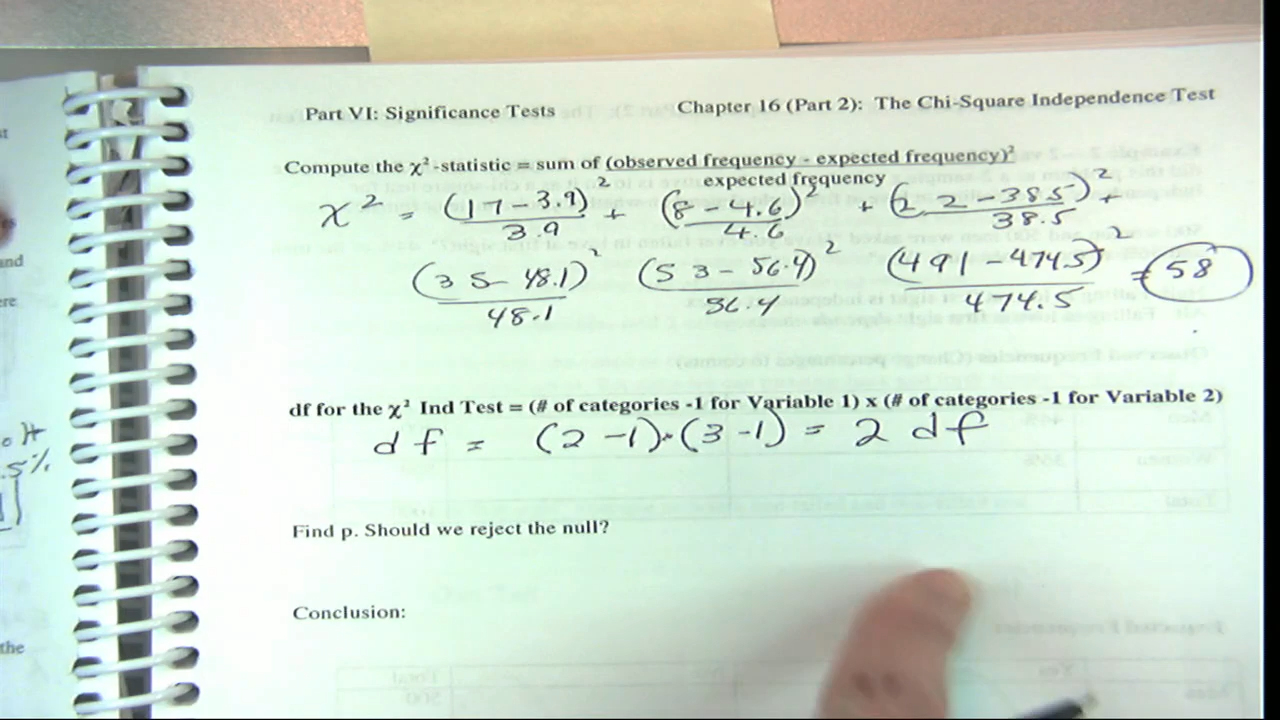 Part VI: Significance Tests Chapter 16 (Part 2): The Chi-Square Independence Test
Compute the χ²-statistic = sum of (observed frequency - expected frequency)²
expected frequency
χ² = (17 - 3.9)² + (8 - 4.6)² + (22 - 38.5)² +
3.9 4.6 38.5
(35 - 48.1)² (53 - 56.4)² (491 - 474.5)² = 58
48.1 56.4 474.5
df for the χ² Ind Test = (# of categories -1 for Variable 1) x (# of categories -1 for Variable 2)
df = (2 - 1)·(3 - 1) = 2 df
Find p. Should we reject the null?
Conclusion:
and
.5%
the